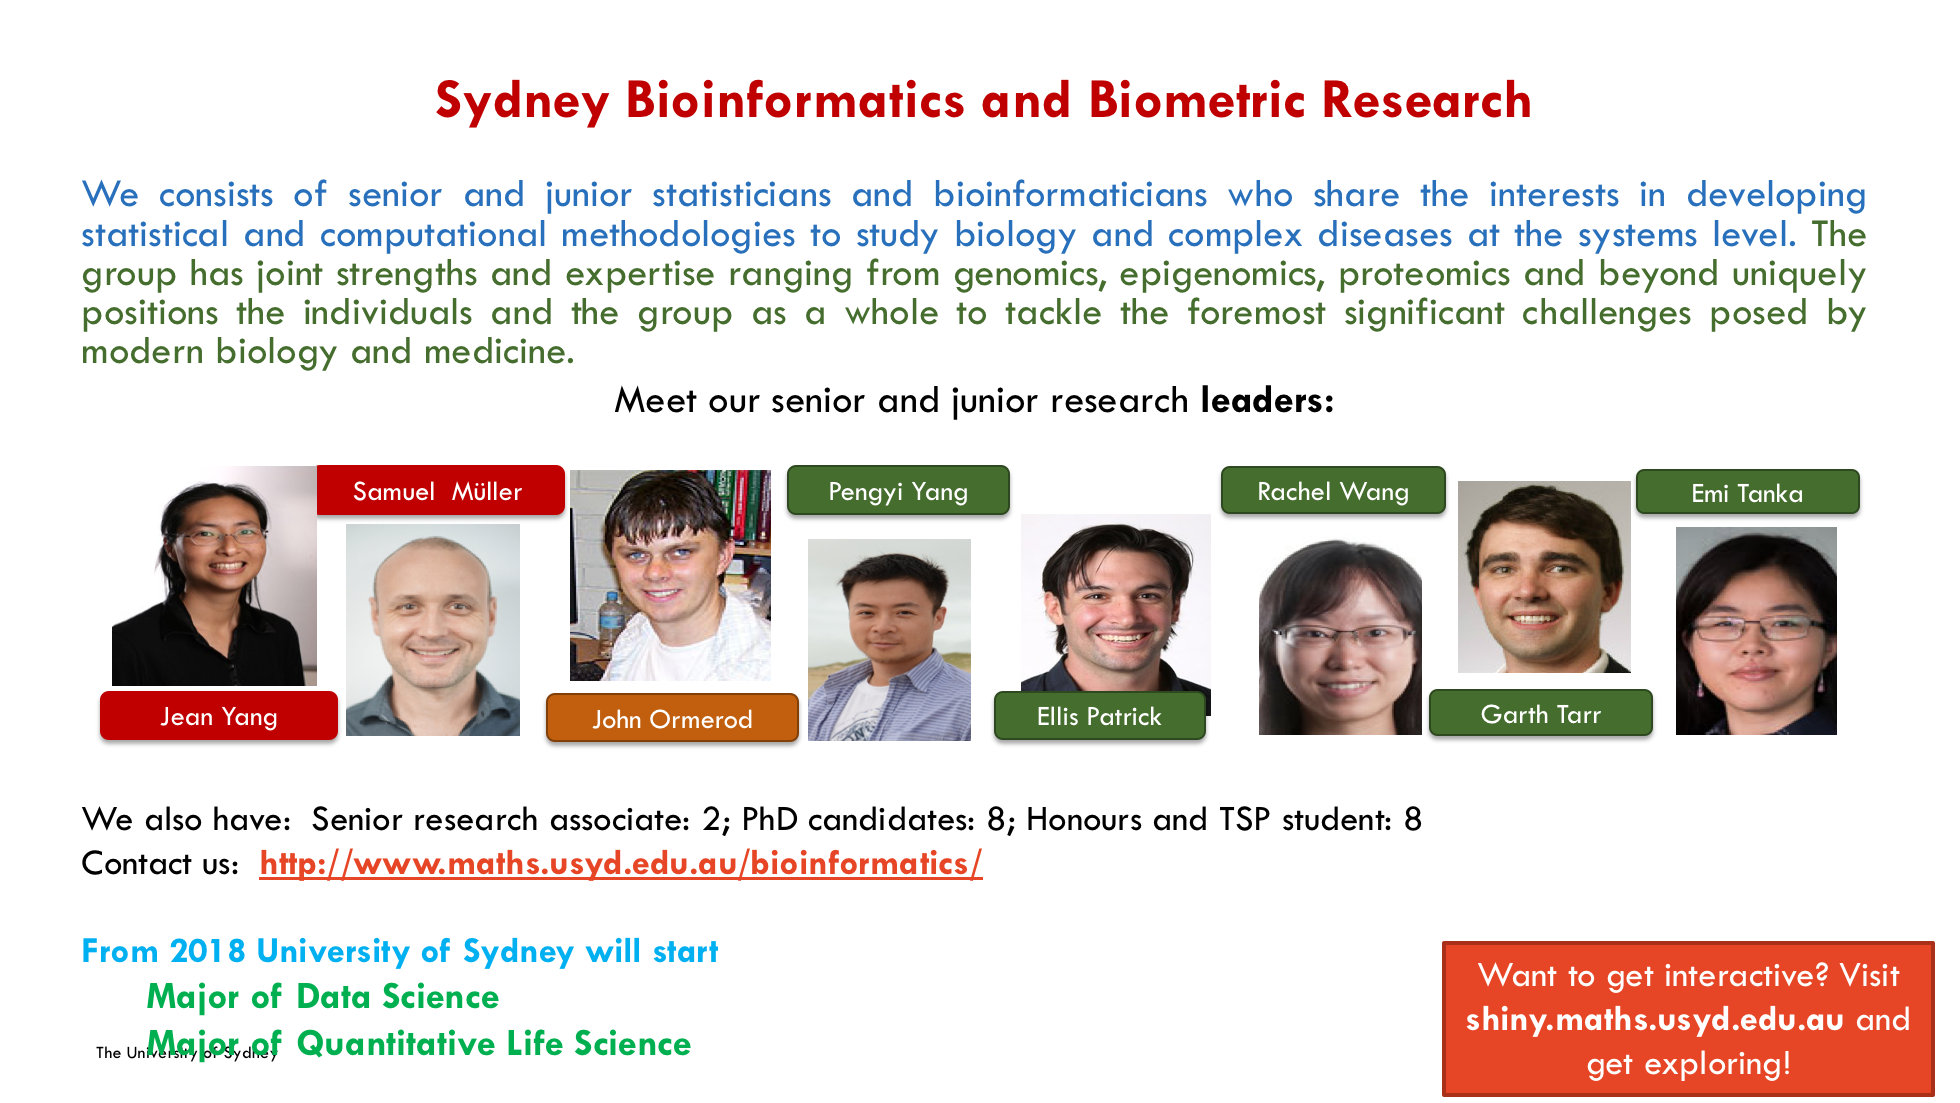 Sydney Bioinformatics and Biometric Research
We consists of senior and junior statisticians and bioinformaticians who share the interests in developing
statistical and computational methodologies to study biology and complex diseases at the systems level. The
group has joint strengths and expertise ranging from genomics, epigenomics, proteomics and beyond uniquely
positions the individuals and the group as a whole to tackle the foremost significant challenges posed by
modern biology and medicine.
Meet our senior and junior research leaders:
Samuel Müller
Pengyi Yang
Rachel Wang
Emi Tanka
Jean Yang
John Ormerod
Ellis Patrick
Garth Tarr
We also have: Senior research associate: 2; PhD candidates: 8; Honours and TSP student: 8
Contact us: http://www.maths.usyd.edu.au/bioinformatics/
From 2018 University of Sydney will start
Major of Data Science
Major of Quantitative Life Science
The University of Sydney
Want to get interactive? Visit
shiny.maths.usyd.edu.au and
get exploring!